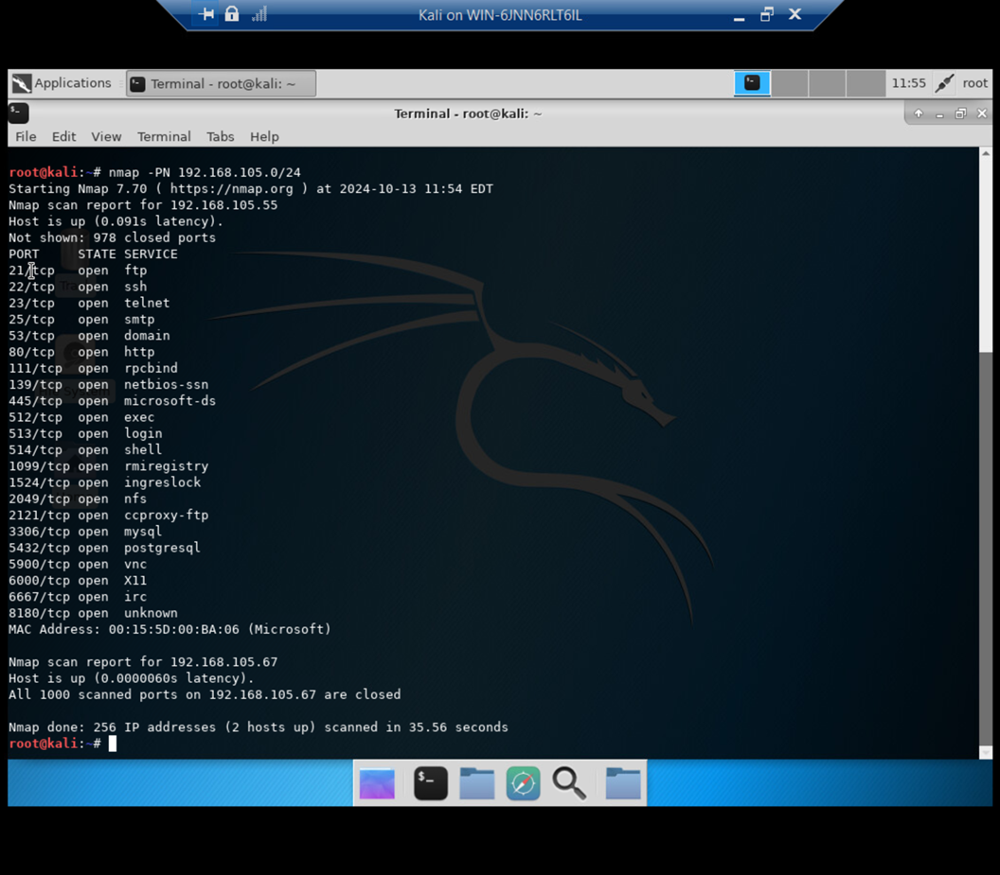 Kali on WIN-6JNN6RLT6IL
Applications
Terminal - root@kali: ~
11:55
root
Terminal - root@kali: ~
File Edit View Terminal Tabs Help
root@kali:~# nmap -PN 192.168.105.0/24
Starting Nmap 7.70 ( https://nmap.org ) at 2024-10-13 11:54 EDT
Nmap scan report for 192.168.105.55
Host is up (0.091s latency).
Not shown: 978 closed ports
PORT     STATE SERVICE
21/tcp   open  ftp
22/tcp   open  ssh
23/tcp   open  telnet
25/tcp   open  smtp
53/tcp   open  domain
80/tcp   open  http
111/tcp  open  rpcbind
139/tcp  open  netbios-ssn
445/tcp  open  microsoft-ds
512/tcp  open  exec
513/tcp  open  login
514/tcp  open  shell
1099/tcp open  rmiregistry
1524/tcp open  ingreslock
2049/tcp open  nfs
2121/tcp open  ccproxy-ftp
3306/tcp open  mysql
5432/tcp open  postgresql
5900/tcp open  vnc
6000/tcp open  X11
6667/tcp open  irc
8180/tcp open  unknown
MAC Address: 00:15:5D:00:BA:06 (Microsoft)
Nmap scan report for 192.168.105.67
Host is up (0.0000060s latency).
All 1000 scanned ports on 192.168.105.67 are closed
Nmap done: 256 IP addresses (2 hosts up) scanned in 35.56 seconds
root@kali:~#
$_